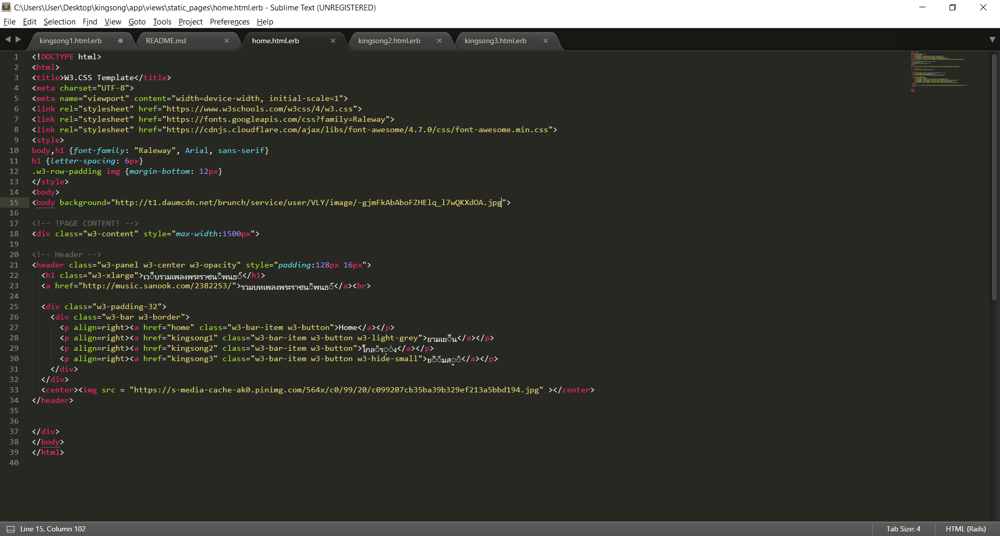 C:\Users\User\Desktop\kingsong\app\views\static_pages\home.html.erb - Sublime Text (UNREGISTERED)
File Edit Selection Find View Goto Tools Project Preferences Help
kingsong1.html.erb README.md home.html.erb kingsong2.html.erb kingsong3.html.erb
1 <!DOCTYPE html>
2 <html>
3 <title>W3.CSS Template</title>
4 <meta charset="UTF-8">
5 <meta name="viewport" content="width=device-width, initial-scale=1">
6 <link rel="stylesheet" href="https://www.w3schools.com/w3css/4/w3.css">
7 <link rel="stylesheet" href="https://fonts.googleapis.com/css?family=Raleway">
8 <link rel="stylesheet" href="https://cdnjs.cloudflare.com/ajax/libs/font-awesome/4.7.0/css/font-awesome.min.css">
9 <style>
10 body,h1 {font-family: "Raleway", Arial, sans-serif}
11 h1 {letter-spacing: 6px}
12 .w3-row-padding img {margin-bottom: 12px}
13 </style>
14 <body>
15 <body background="http://t1.daumcdn.net/brunch/service/user/VLY/image/-gjmFkAbAboFZHElq_l7wQKXdOA.jpg">
16
17 <!-- !PAGE CONTENT! -->
18 <div class="w3-content" style="max-width:1500px">
19
20 <!-- Header -->
21 <header class="w3-panel w3-center w3-opacity" style="padding:128px 16px">
22 <h1 class="w3-xlarge">เว็บรวมเพลงพระราชนิพนธ์</h1>
23 <a href="http://music.sanook.com/2382253/">รวมบทเพลงพระราชนิพนธ์</a><br>
24
25 <div class="w3-padding-32">
26 <div class="w3-bar w3-border">
27 <p align=right><a href="home" class="w3-bar-item w3-button">Home</a></p>
28 <p align=right><a href="kingsong1" class="w3-bar-item w3-button w3-light-grey">ยามเย็น</a></p>
29 <p align=right><a href="kingsong2" class="w3-bar-item w3-button">ใกล้รุ่ง</a></p>
30 <p align=right><a href="kingsong3" class="w3-bar-item w3-button w3-hide-small">ยิ้มสู้</a></p>
31 </div>
32 </div>
33 <center><img src = "https://s-media-cache-ak0.pinimg.com/564x/c0/99/20/c099207cb35ba39b329ef213a5bbd194.jpg" ></center>
34 </header>
35
36
37 </div>
38 </body>
39 </html>
40
Line 15, Column 102 Tab Size: 4 HTML (Rails)